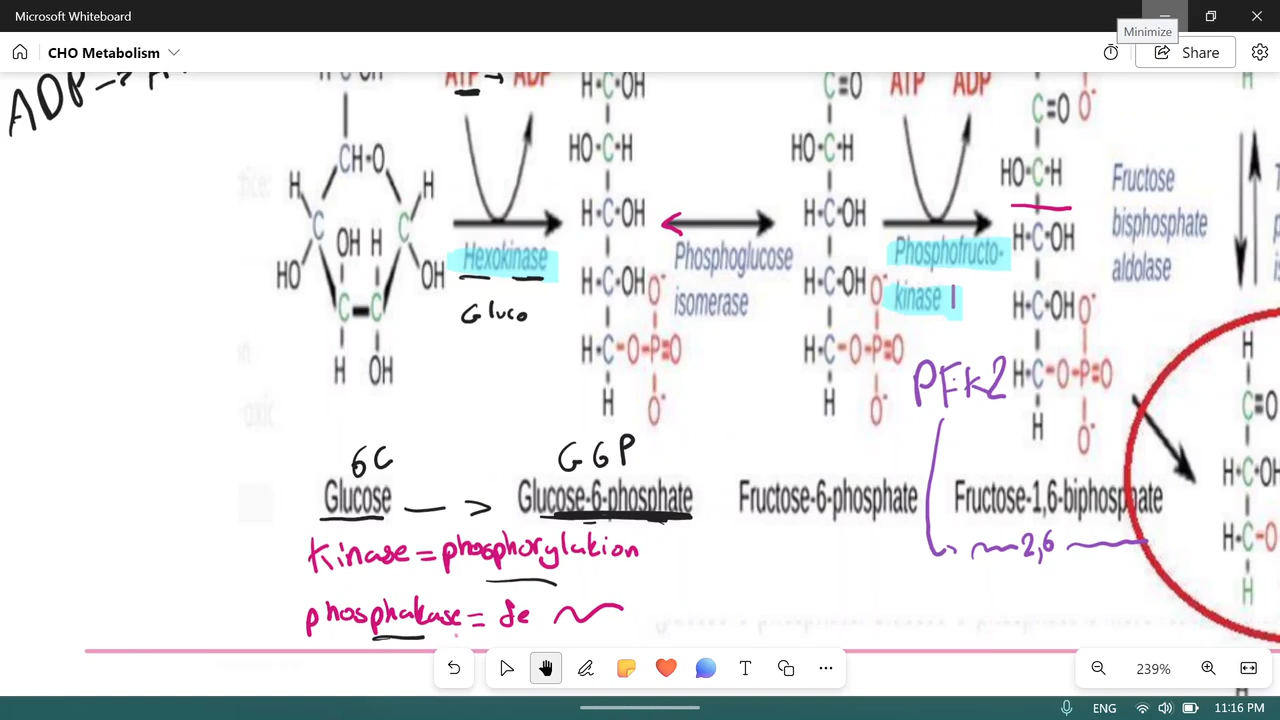 Microsoft Whiteboard
Minimize
CHO Metabolism
Share
ADP →
ATP → ADP
ATP ADP
H C OH
C=O
C=O O⁻
HO C H
HO C H
HO C H
CH-O
H H
C C
OH H
HO OH
C C
H OH
H C OH
H C OH
H C OH
H C OH O⁻
H C OH O⁻
H C OH O⁻
H C-O-P=O
H C-O-P=O
H C-O-P=O
H O⁻
H O⁻
H O⁻
Hexokinase
Gluco
Phosphoglucose
isomerase
Phosphofructo-
kinase 1
Fructose
bisphosphate
aldolase
PFK2
H
C=O
H C OH
H C-O
H
6C
G6P
Glucose → Glucose-6-phosphate
Fructose-6-phosphate
Fructose-1,6-biphosphate
2,6
Kinase = phosphorylation
phosphatase = de
239%
ENG
11:16 PM